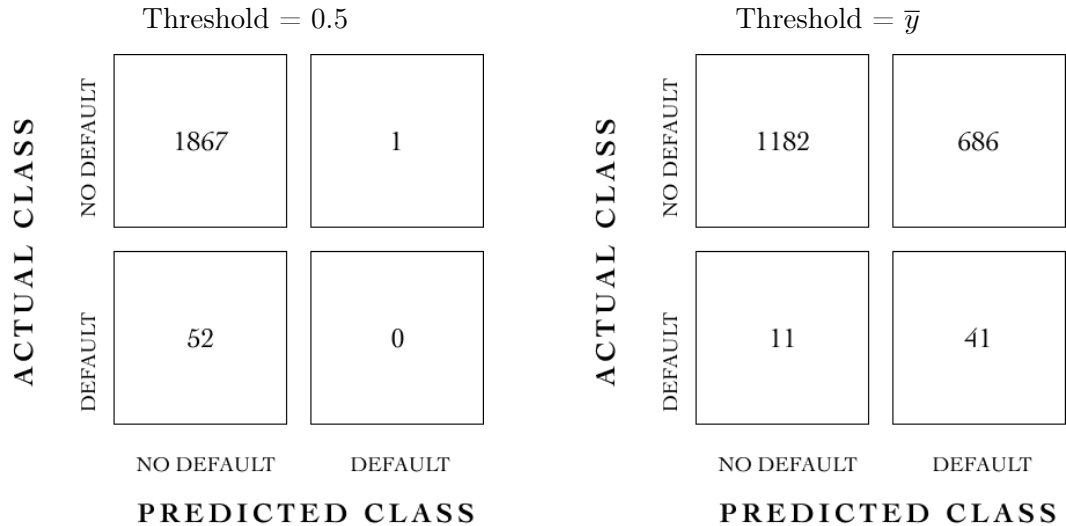 Threshold = 0.5
ACTUAL CLASS
NO DEFAULT
1867
1
DEFAULT
52
0
NO DEFAULT
DEFAULT
PREDICTED CLASS
Threshold = y̅
ACTUAL CLASS
NO DEFAULT
1182
686
DEFAULT
11
41
NO DEFAULT
DEFAULT
PREDICTED CLASS